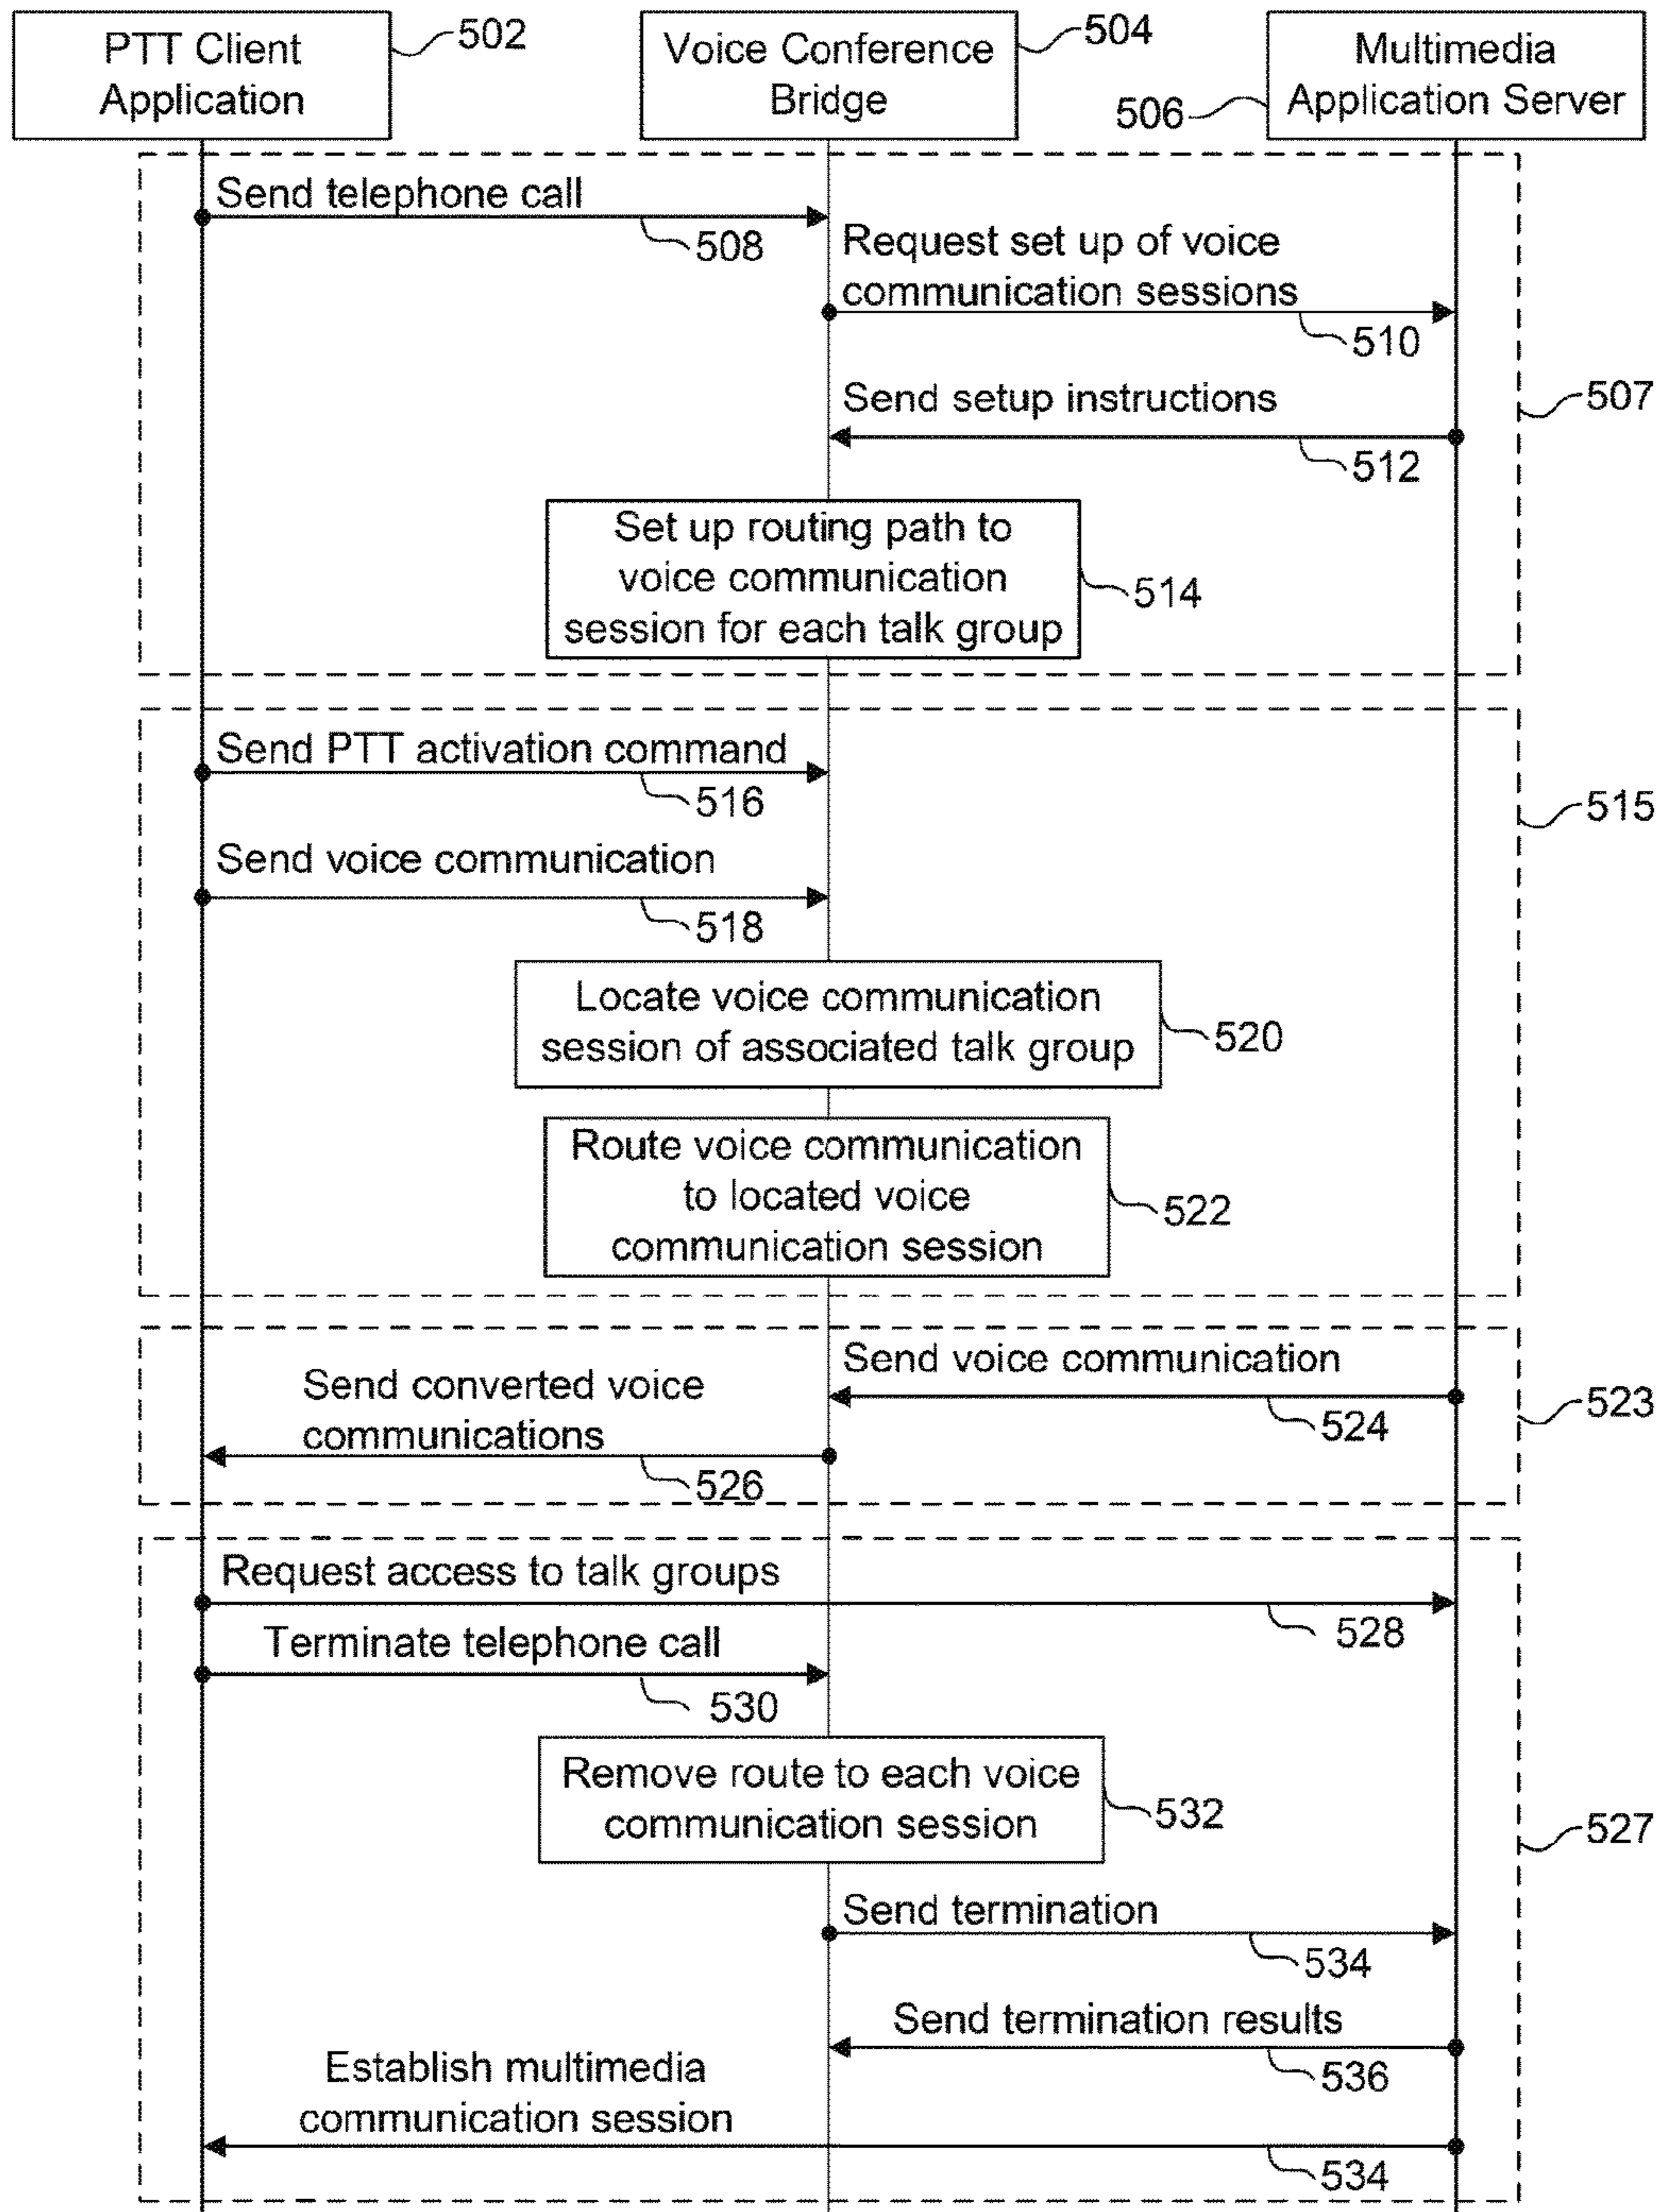 PTT Client
Application
502
Voice Conference
Bridge
504
Multimedia
Application Server
506
Send telephone call
508
Request set up of voice
communication sessions
510
507
Send setup instructions
512
Set up routing path to
voice communication
session for each talk group
514
Send PTT activation command
516
515
Send voice communication
518
Locate voice communication
session of associated talk group
520
Route voice communication
to located voice
communication session
522
Send voice communication
524
523
Send converted voice
communications
526
Request access to talk groups
528
Terminate telephone call
530
Remove route to each voice
communication session
532
527
Send termination
534
Send termination results
536
Establish multimedia
communication session
534